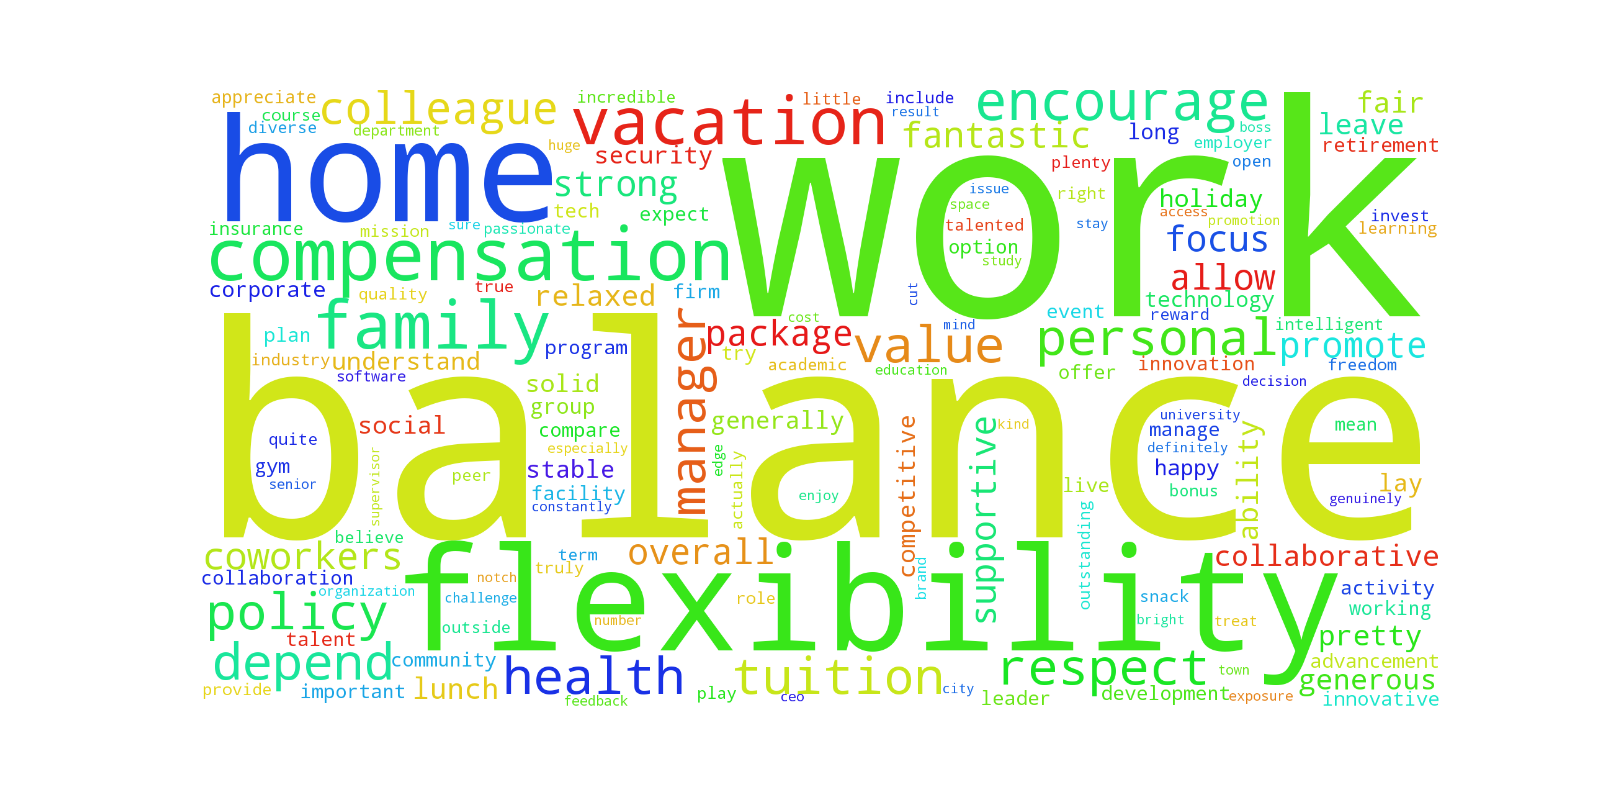 appreciate
colleague
incredible
vacation
little
include
result
encourage
fair
course
diverse
department
home
huge
security
fantastic
long
boss
employer
leave
retirement
work
plenty
open
strong
tech
expect
issue
space
talented
option
study
right
stay
holiday
access
promotion
invest
learning
insurance
mission
sure
passionate
compensation
focus
allow
corporate
quality
true
relaxed
firm
cut
technology
reward
event
plan
family
manager
package
cost
value
mind
personal
intelligent
promote
industry
understand
program
try
academic
education
offer
innovation
freedom
software
balance
decision
solid
group
compare
social
generally
competitive
supportive
kind
university
manage
definitely
mean
quite
gym
senior
supervisor
peer
especially
stable
edge
actually
enjoy
live
happy
bonus
ability
lay
genuinely
facility
constantly
outstanding
believe
coworkers
flexibility
term
truly
overall
collaborative
collaboration
organization
notch
challenge
brand
snack
activity
working
policy
talent
outside
number
role
bright
treat
pretty
depend
community
important
provide
lunch
health
feedback
play
tuition
ceo
city
leader
respect
development
town
exposure
advancement
generous
innovative